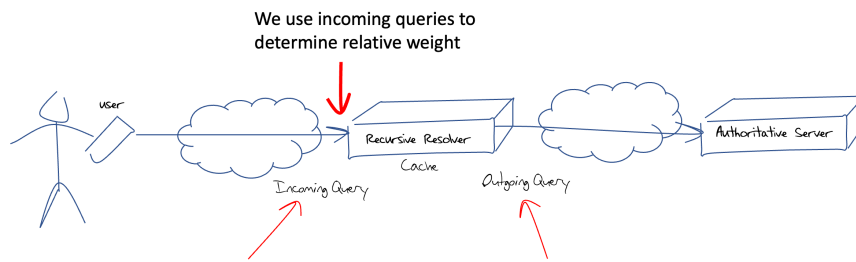 We use incoming queries to
determine relative weight
user
Recursive Resolver
Authoritative Server
Cache
Incoming Query
Outgoing Query